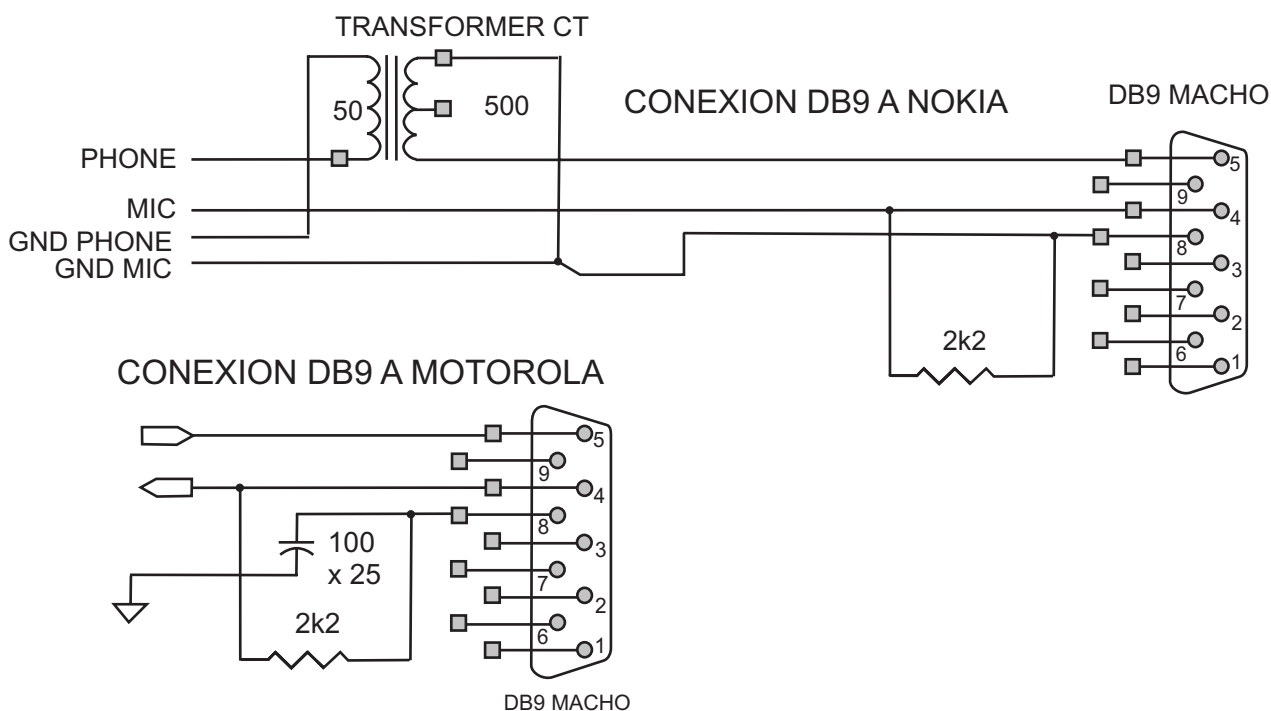 TRANSFORMER CT
50
500
CONEXION DB9 A NOKIA
DB9 MACHO
PHONE
MIC
GND PHONE
GND MIC
5
9
4
8
3
7
2
6
1
2k2
CONEXION DB9 A MOTOROLA
5
9
4
8
3
7
2
6
1
100
x 25
2k2
DB9 MACHO